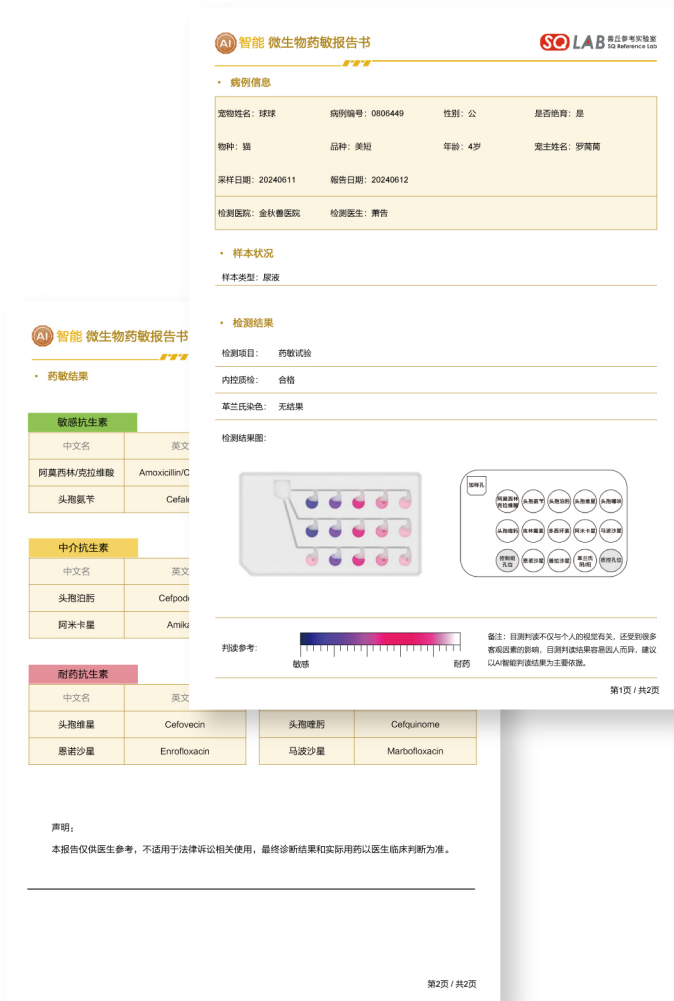 AI 智能 微生物药敏报告书
SQ LAB 善丘参考实验室
SQ Reference Lab
· 病例信息
宠物姓名：球球 病例编号：0806449 性别：公 是否绝育：是
物种：猫 品种：美短 年龄：4岁 宠主姓名：罗茼茼
采样日期：20240611 报告日期：20240612
检测医院：金秋兽医院 检测医生：萧告
· 样本状况
样本类型：尿液
· 检测结果
检测项目： 药敏试验
内控质检： 合格
革兰氏染色： 无结果
检测结果图：
加样孔
阿莫西林克拉维酸 头孢氨苄 头孢泊肟 头孢维星
头孢喹肟 多西环素 阿米卡星 马波沙星
控制组孔位 恩诺沙星 革兰氏阴/阳 质控孔位
判读参考：
敏感 耐药
备注：目测判读不仅与个人的视觉有关，还受到很多
客观因素的影响，目测判读结果容易因人而异，建议
以AI智能判读结果为主要依据。
第1页 / 共2页
AI 智能 微生物药敏报告书
· 药敏结果
敏感抗生素
中文名 英文
阿莫西林/克拉维酸 Amoxicillin/C
头孢氨苄 Cefale
中介抗生素
中文名 英文
头孢泊肟 Cefpodo
阿米卡星 Amika
耐药抗生素
中文名 英文
头孢维星 Cefovecin 头孢喹肟 Cefquinome
恩诺沙星 Enrofloxacin 马波沙星 Marbofloxacin
声明：
本报告仅供医生参考，不适用于法律诉讼相关使用，最终诊断结果和实际用药以医生临床判断为准。
第2页 / 共2页